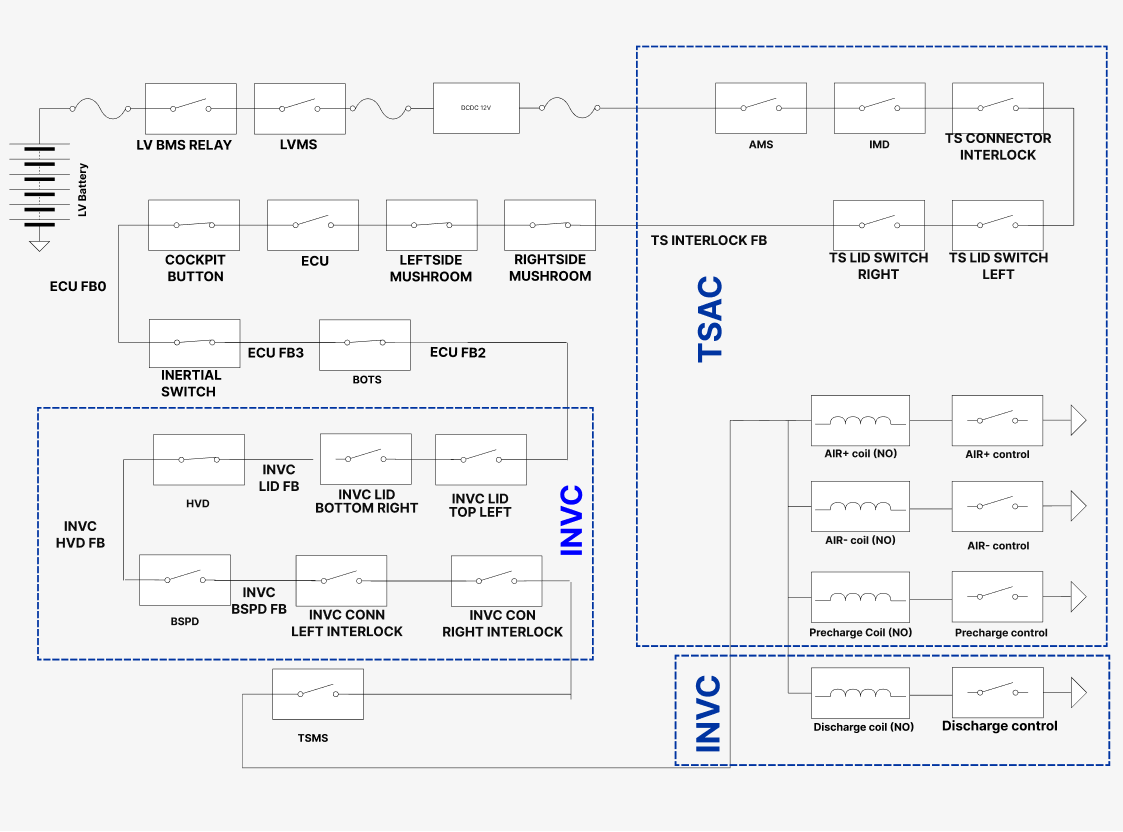 DCDC 12V
LV BMS RELAY
LVMS
AMS
IMD
TS CONNECTOR
INTERLOCK
LV Battery
TS INTERLOCK FB
COCKPIT
BUTTON
ECU
LEFTSIDE
MUSHROOM
RIGHTSIDE
MUSHROOM
TS LID SWITCH
RIGHT
TS LID SWITCH
LEFT
ECU FB0
TSAC
INERTIAL
SWITCH
ECU FB3
BOTS
ECU FB2
AIR+ coil (NO)
AIR+ control
HVD
INVC
LID FB
INVC LID
BOTTOM RIGHT
INVC LID
TOP LEFT
INVC
INVC
HVD FB
AIR- coil (NO)
AIR- control
BSPD
INVC
BSPD FB
INVC CONN
LEFT INTERLOCK
INVC CON
RIGHT INTERLOCK
Precharge Coil (NO)
Precharge control
TSMS
INVC
Discharge coil (NO)
Discharge control